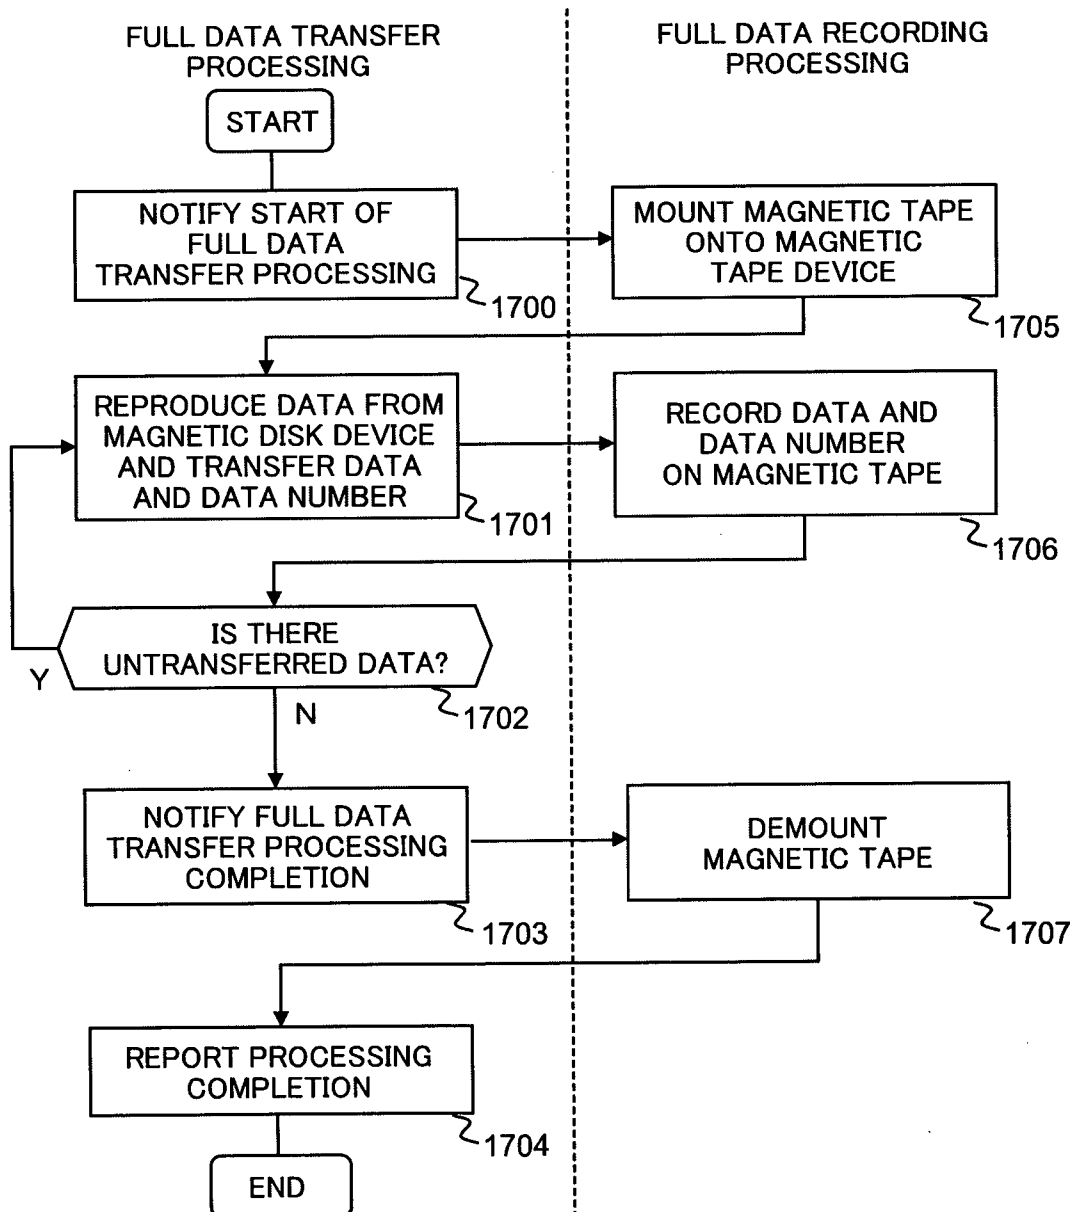 FULL DATA TRANSFER
PROCESSING
FULL DATA RECORDING
PROCESSING
START
NOTIFY START OF
FULL DATA
TRANSFER PROCESSING
1700
MOUNT MAGNETIC TAPE
ONTO MAGNETIC
TAPE DEVICE
1705
REPRODUCE DATA FROM
MAGNETIC DISK DEVICE
AND TRANSFER DATA
AND DATA NUMBER
1701
RECORD DATA AND
DATA NUMBER
ON MAGNETIC TAPE
1706
IS THERE
UNTRANSFERRED DATA?
Y
N
1702
NOTIFY FULL DATA
TRANSFER PROCESSING
COMPLETION
1703
DEMOUNT
MAGNETIC TAPE
1707
REPORT PROCESSING
COMPLETION
1704
END